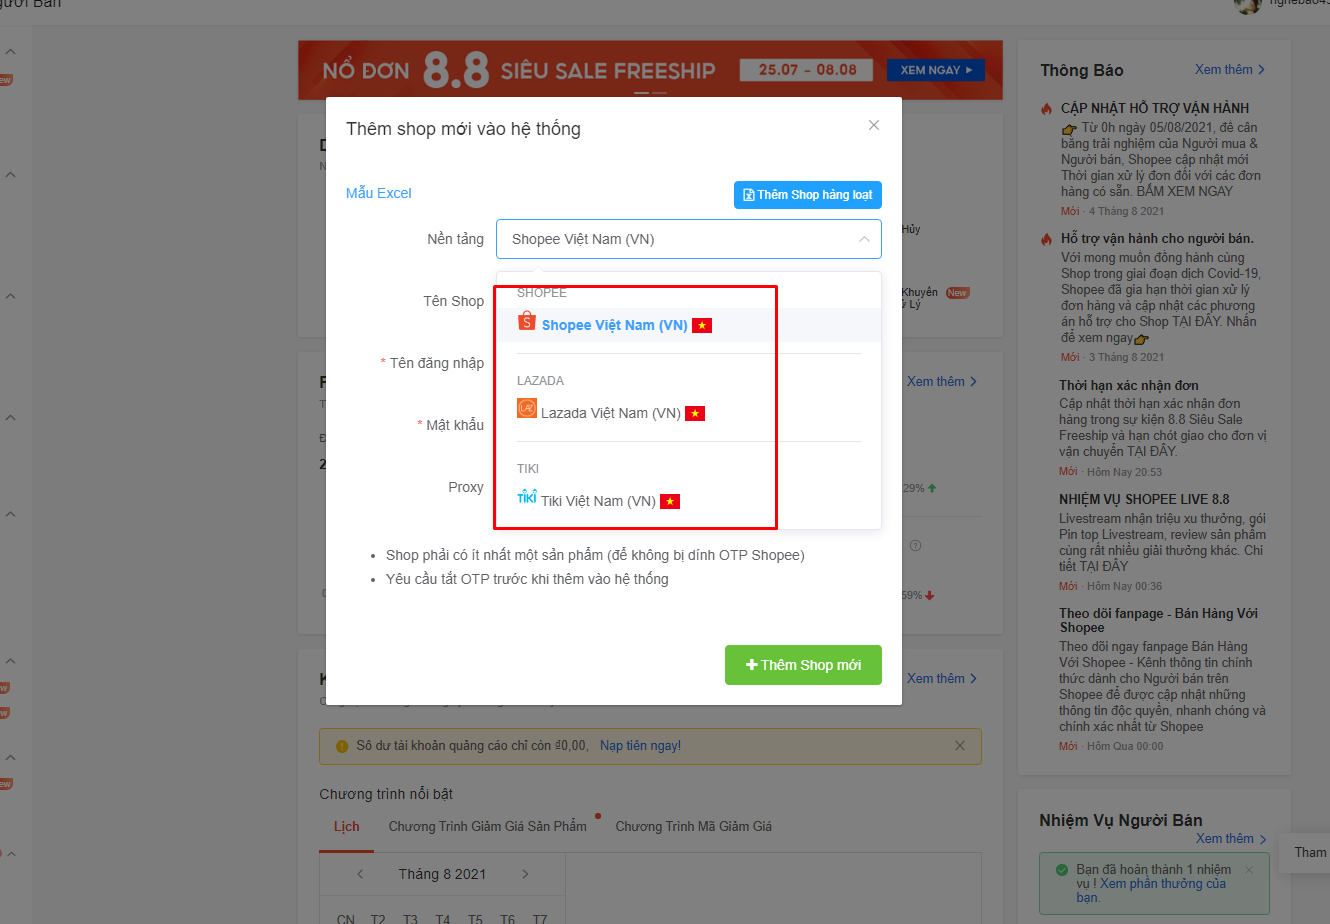 gười Bán
NỔ ĐƠN 8.8 SIÊU SALE FREESHIP 25.07 - 08.08 XEM NGAY
Thêm shop mới vào hệ thống
Mẫu Excel
Thêm Shop hàng loạt
Nền tảng
Shopee Việt Nam (VN)
Tên Shop
SHOPEE
Shopee Việt Nam (VN)
* Tên đăng nhập
LAZADA
Lazada Việt Nam (VN)
* Mật khẩu
TIKI
Tiki Việt Nam (VN)
Proxy
Shop phải có ít nhất một sản phẩm (để không bị dính OTP Shopee)
Yêu cầu tắt OTP trước khi thêm vào hệ thống
Thêm Shop mới
Hủy
Khuyến
New
ử Lý
Xem thêm
29%
59%
Xem thêm
Số dư tài khoản quảng cáo chỉ còn ₫0,00, Nạp tiền ngay!
Chương trình nổi bật
Lịch
Chương Trình Giảm Giá Sản Phẩm
Chương Trình Mã Giảm Giá
Tháng 8 2021
CN T2 T3 T4 T5 T6 T7
Thông Báo
Xem thêm
CẬP NHẬT HỖ TRỢ VẬN HÀNH
Từ 0h ngày 05/08/2021, để cân
bằng trải nghiệm của Người mua &
Người bán, Shopee cập nhật mới
Thời gian xử lý đơn đối với các đơn
hàng có sẵn. BẤM XEM NGAY
Mới · 4 Tháng 8 2021
Hỗ trợ vận hành cho người bán.
Với mong muốn đồng hành cùng
Shop trong giai đoạn dịch Covid-19,
Shopee đã gia hạn thời gian xử lý
đơn hàng và cập nhật các phương
án hỗ trợ cho Shop TẠI ĐÂY. Nhấn
để xem ngay
Mới · 3 Tháng 8 2021
Thời hạn xác nhận đơn
Cập nhật thời hạn xác nhận đơn
hàng trong sự kiện 8.8 Siêu Sale
Freeship và hạn chót giao cho đơn vị
vận chuyển TẠI ĐÂY.
Mới · Hôm Nay 20:53
NHIỆM VỤ SHOPEE LIVE 8.8
Livestream nhận triệu xu thưởng, gói
Pin top Livestream, review sản phẩm
cùng rất nhiều giải thưởng khác. Chi
tiết TẠI ĐÂY
Mới · Hôm Nay 00:36
Theo dõi fanpage - Bán Hàng Với
Shopee
Theo dõi ngay fanpage Bán Hàng
Với Shopee - Kênh thông tin chính
thức dành cho Người bán trên
Shopee để được cập nhật những
thông tin độc quyền, nhanh chóng và
chính xác nhất từ Shopee
Mới · Hôm Qua 00:00
Nhiệm Vụ Người Bán
Xem thêm
Bạn đã hoàn thành 1 nhiệm
vụ ! Xem phần thưởng của
bạn.
Tham